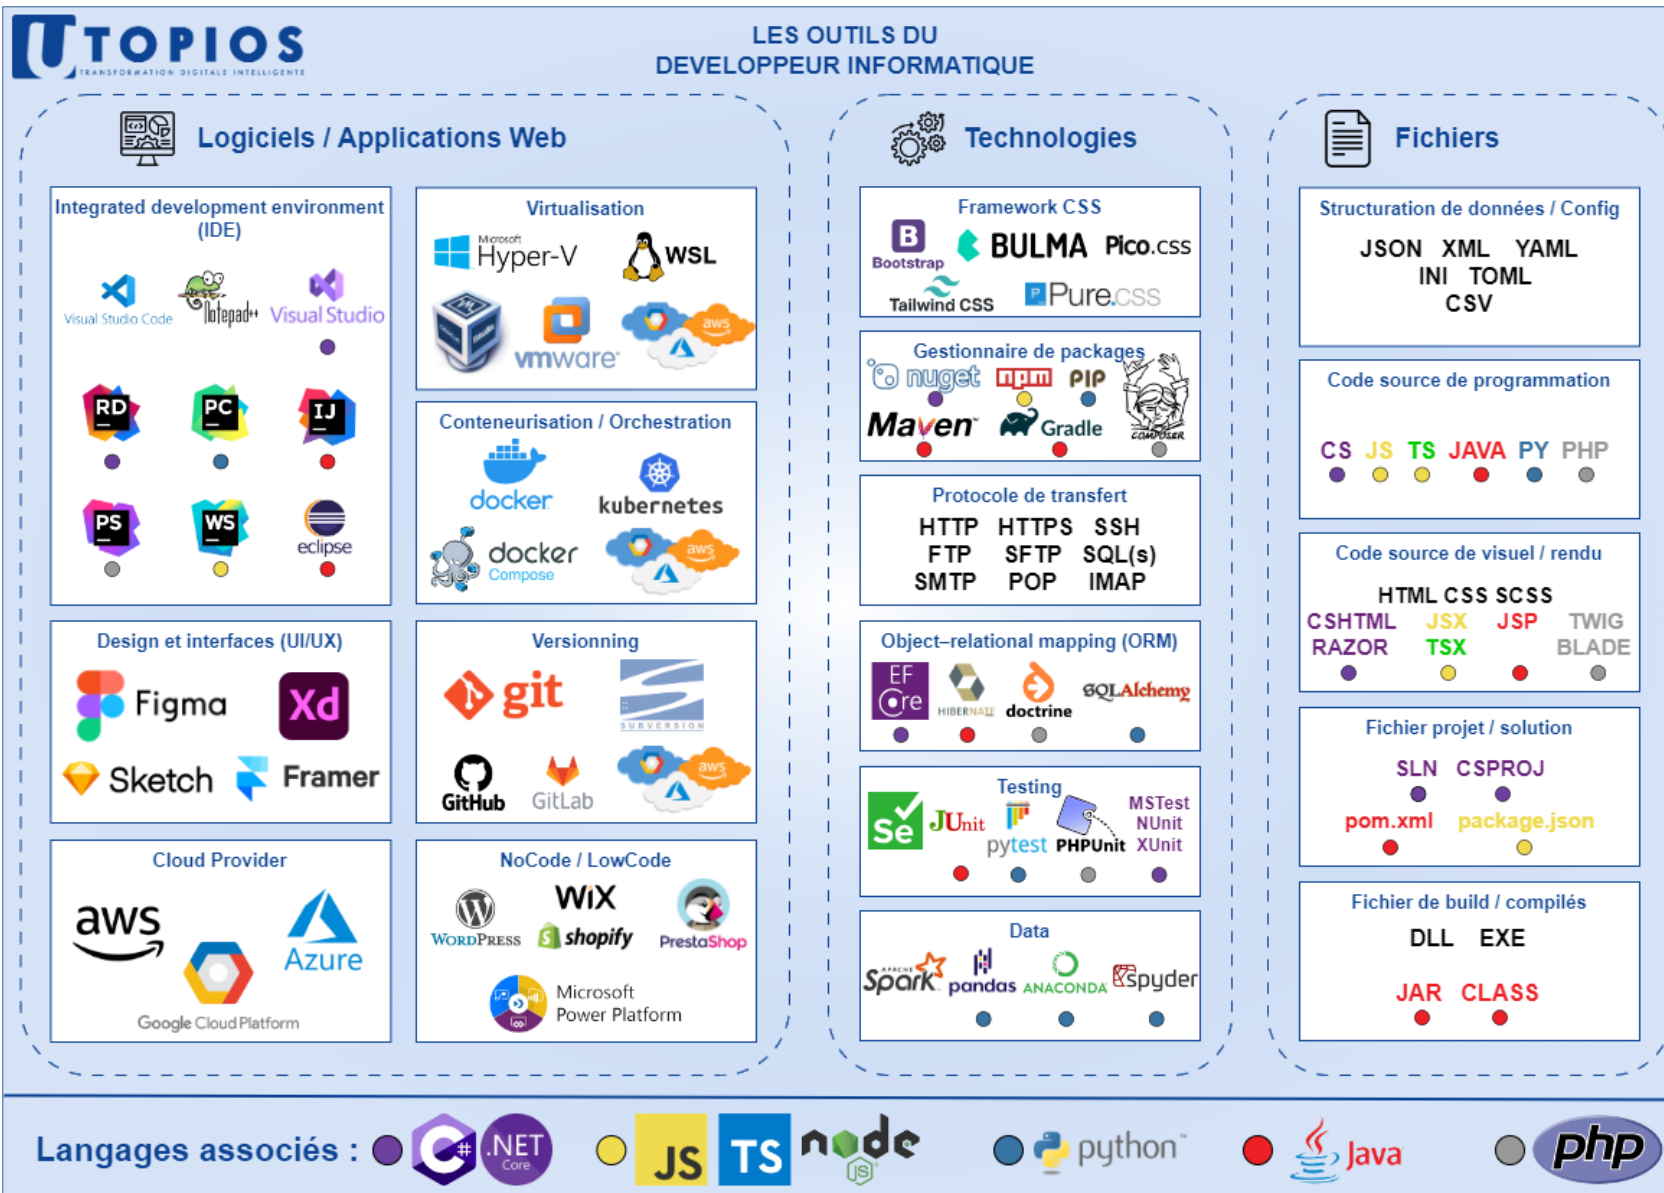 UTOPIOS
TRANSFORMATION DIGITALE INTELLIGENTE
LES OUTILS DU
DEVELOPPEUR INFORMATIQUE
Logiciels / Applications Web
Integrated development environment
(IDE)
Visual Studio Code
Notepad++
Visual Studio
RD
PC
IJ
PS
WS
eclipse
Virtualisation
Microsoft
Hyper-V
WSL
vmware
aws
Conteneurisation / Orchestration
docker
kubernetes
docker
Compose
aws
Design et interfaces (UI/UX)
Figma
Xd
Sketch
Framer
Versionning
git
SUBVERSION
GitHub
GitLab
aws
Cloud Provider
aws
Azure
Google Cloud Platform
NoCode / LowCode
WORDPRESS
WiX
shopify
PrestaShop
Microsoft
Power Platform
Technologies
Framework CSS
B
Bootstrap
BULMA
Pico.css
Tailwind CSS
Pure.css
Gestionnaire de packages
nuget
npm
PIP
Maven
Gradle
COMPOSER
Protocole de transfert
HTTP HTTPS SSH
FTP SFTP SQL(s)
SMTP POP IMAP
Object–relational mapping (ORM)
EF
Core
HIBERNATE
doctrine
SQLAlchemy
Testing
Se
JUnit
pytest
PHPUnit
MSTest
NUnit
XUnit
Data
APACHE
Spark
pandas
ANACONDA
spyder
Fichiers
Structuration de données / Config
JSON XML YAML
INI TOML
CSV
Code source de programmation
CS JS TS JAVA PY PHP
Code source de visuel / rendu
HTML CSS SCSS
CSHTML JSX JSP TWIG
RAZOR TSX BLADE
Fichier projet / solution
SLN CSPROJ
pom.xml package.json
Fichier de build / compilés
DLL EXE
JAR CLASS
Langages associés :
C#
.NET
Core
JS
TS
node
JS
python
Java
php